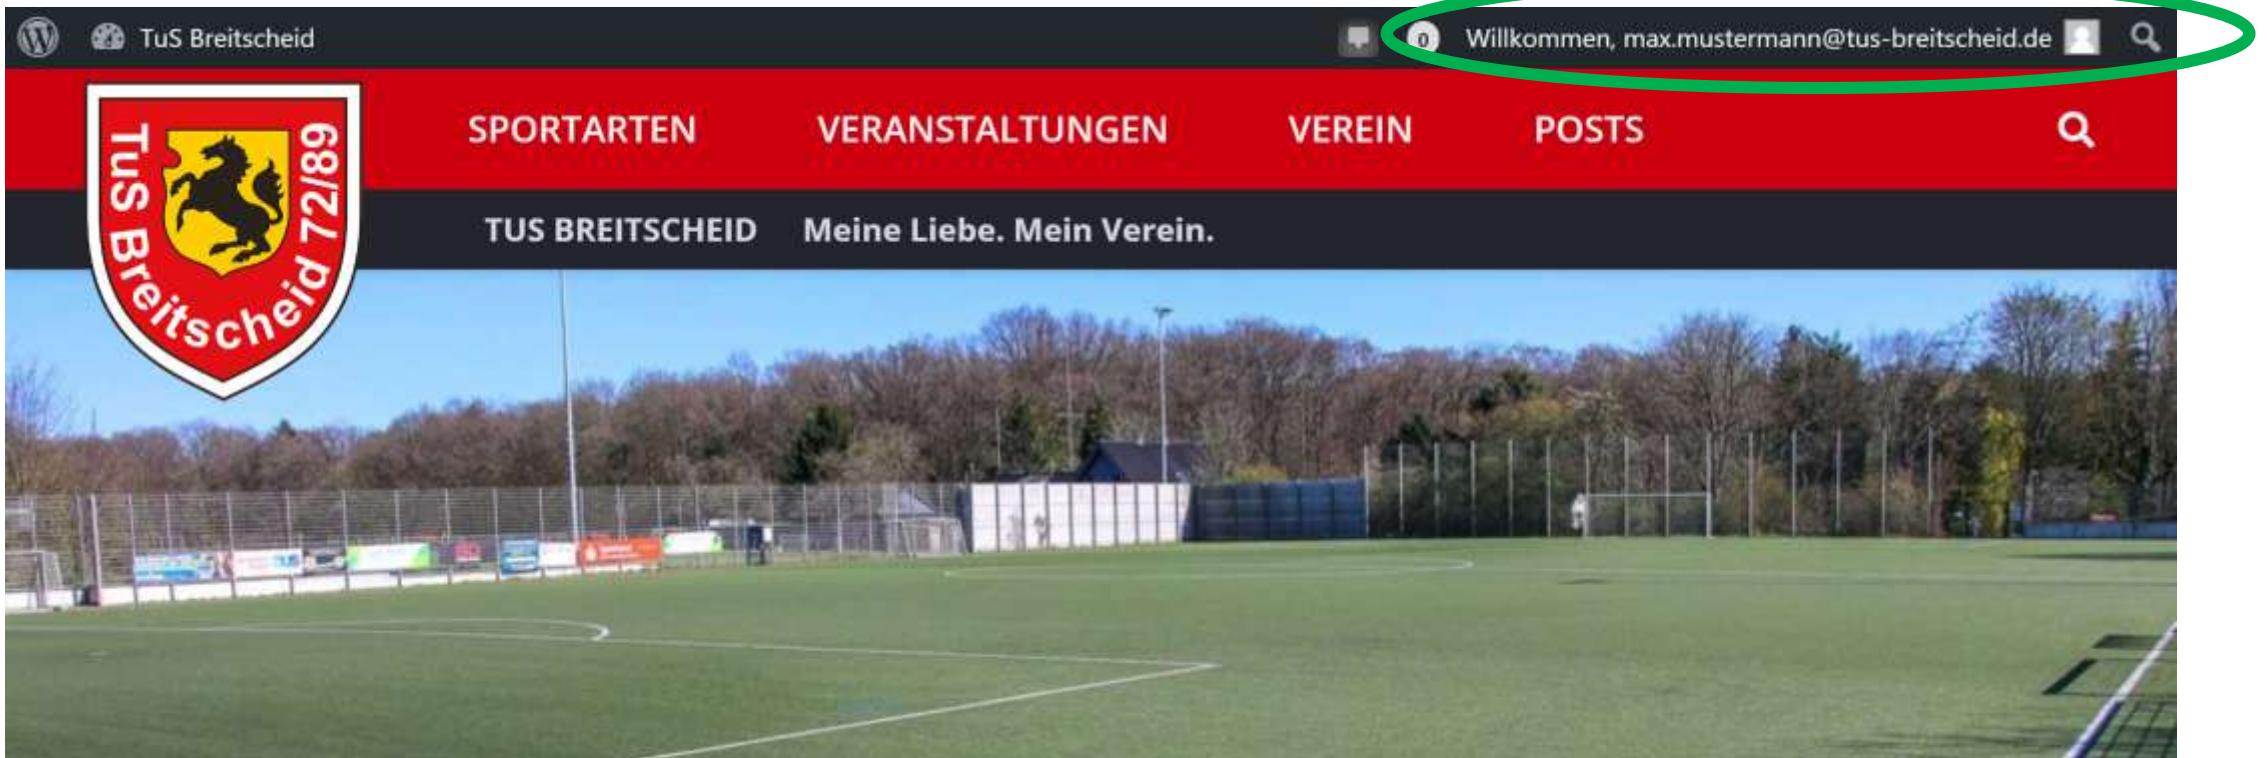 TuS Breitscheid
0
Willkommen, max.mustermann@tus-breitscheid.de
TuS Breitscheid 72/89
SPORTARTEN VERANSTALTUNGEN VEREIN POSTS
TUS BREITSCHEID Meine Liebe. Mein Verein.